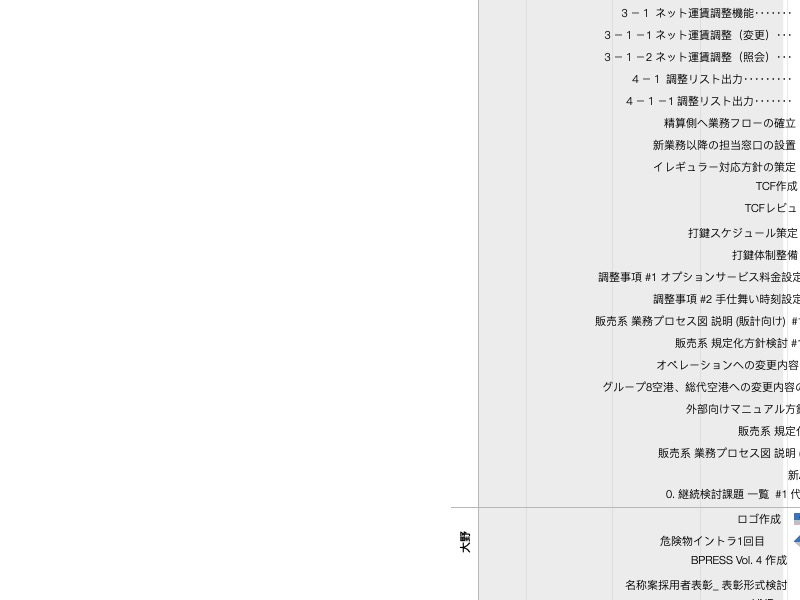 ３－１ ネット運賃調整機能‥‥‥‥
３－１－1 ネット運賃調整（変更）‥‥
３－１－2 ネット運賃調整（照会）‥‥
４－１ 調整リスト出力‥‥‥‥‥
４－１－1 調整リスト出力‥‥‥‥
精算側へ業務フローの確立
新業務以降の担当窓口の設置
イレギュラー対応方針の策定
TCF作成
TCFレビュ
打鍵スケジュール策定
打鍵体制整備
調整事項 #1 オプションサービス料金設定
調整事項 #2 手仕舞い時刻設定
販売系 業務プロセス図 説明 (販計向け) #1
販売系 規定化方針検討 #1
オペレーションへの変更内容
グループ8空港、総代空港への変更内容の
外部向けマニュアル方針
販売系 規定化
販売系 業務プロセス図 説明 (
新
0. 継続検討課題 一覧 #1 代
ロゴ作成
大野
危険物イントラ1回目
BPRESS Vol. 4 作成
名称案採用者表彰_ 表彰形式検討